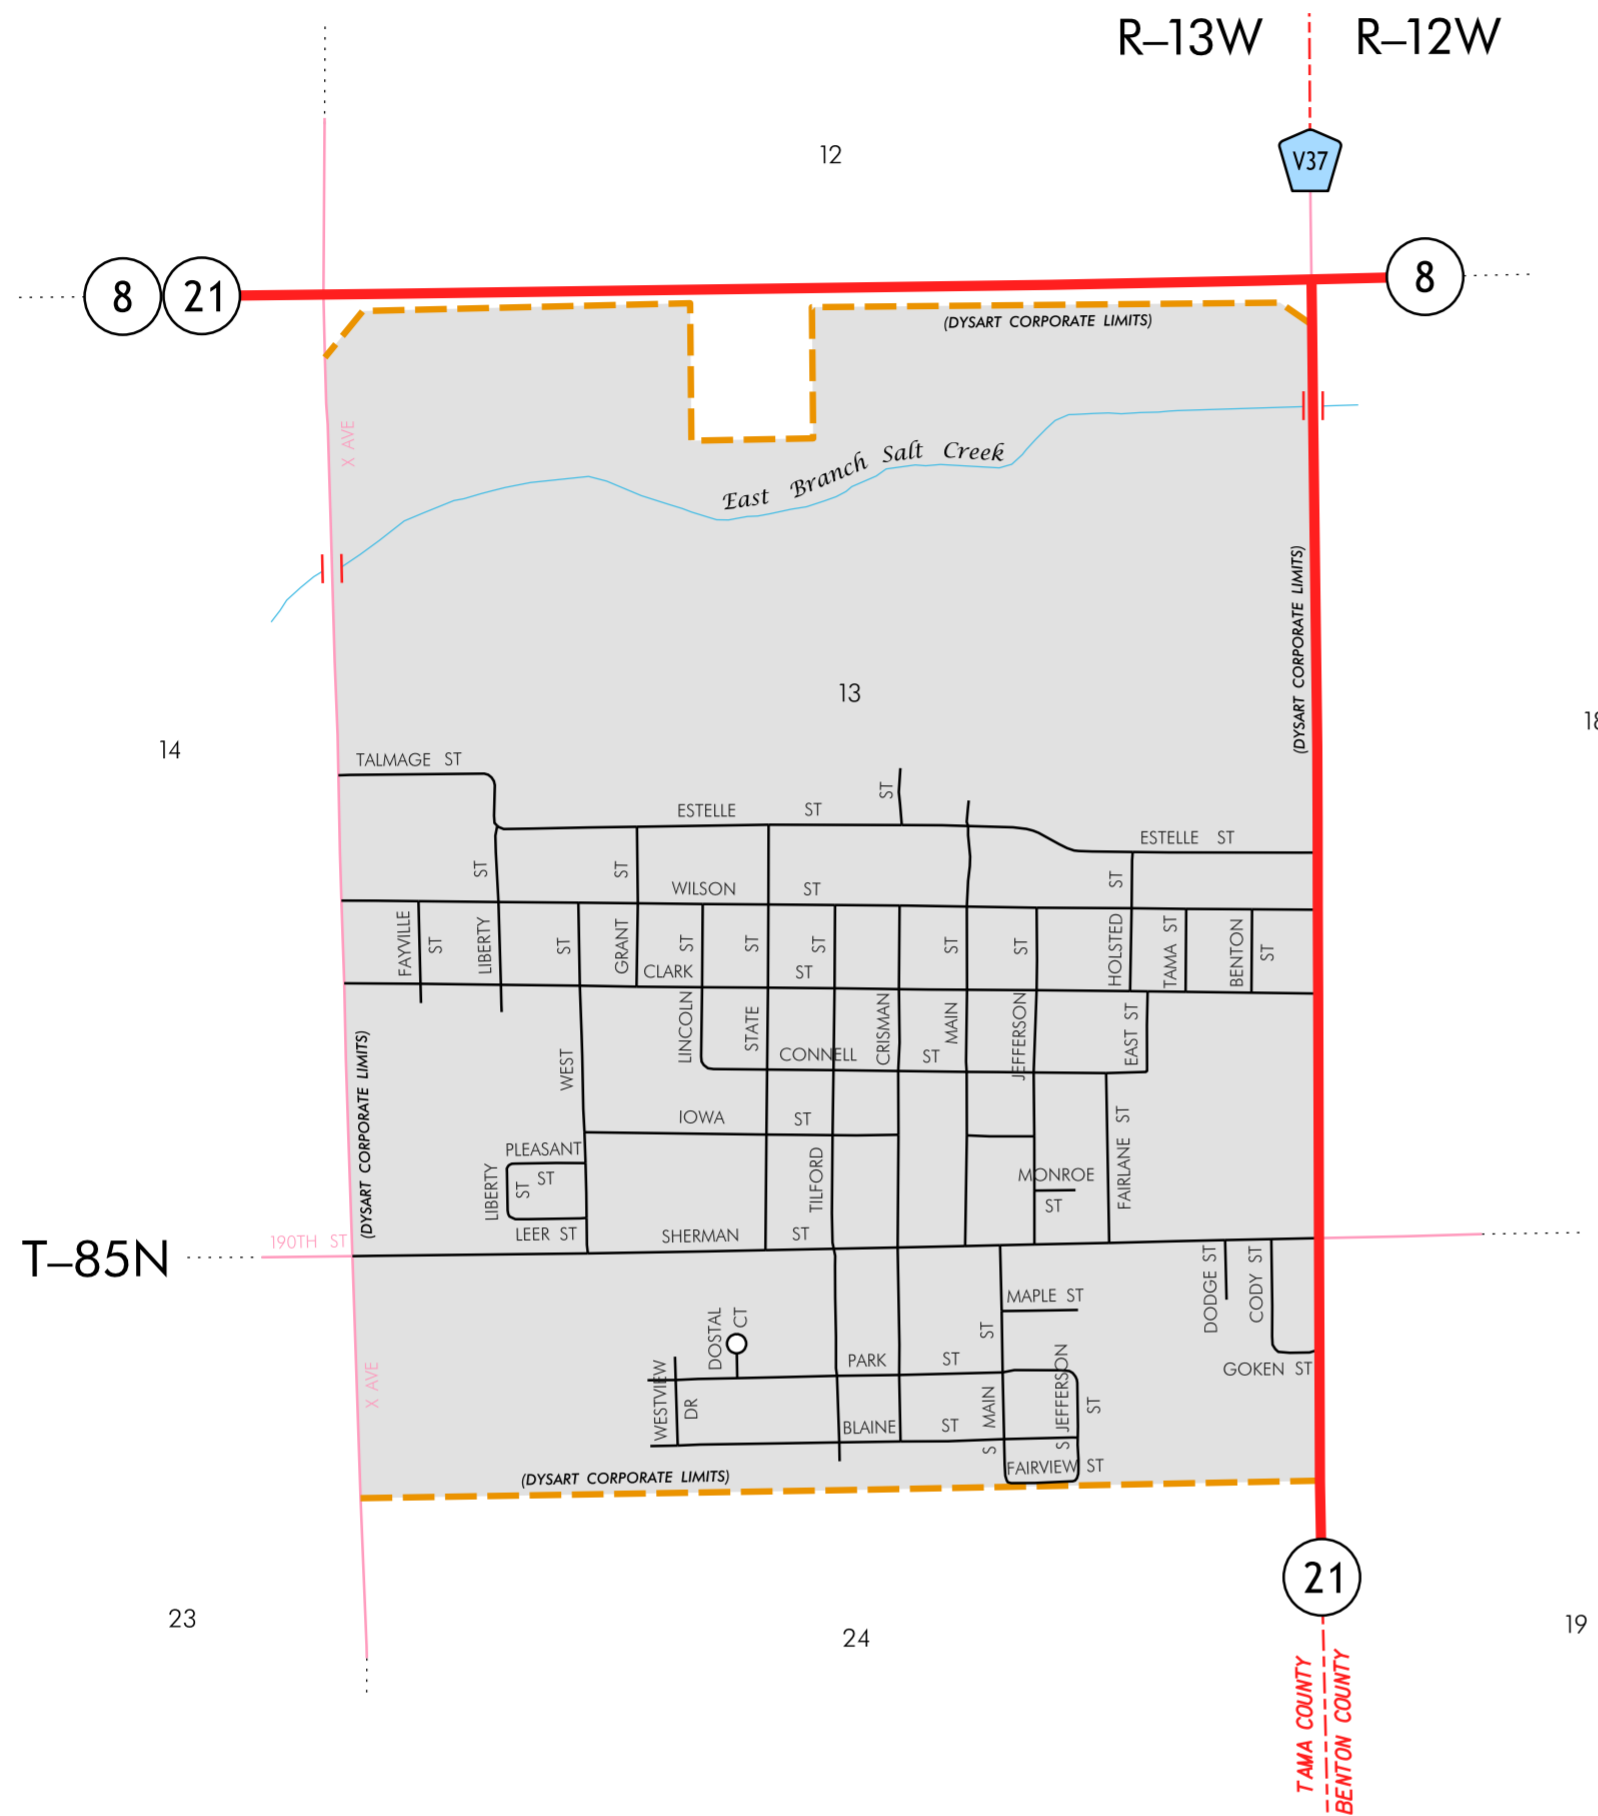 R–13W
R–12W
12
V37
8
21
8
(DYSART CORPORATE LIMITS)
X AVE
East Branch Salt Creek
(DYSART CORPORATE LIMITS)
13
14
TALMAGE ST
ST
ESTELLE ST
ESTELLE ST
ST
ST
ST
WILSON ST
FAYVILLE ST
LIBERTY
ST
GRANT
ST
ST
ST
ST
ST
HOLSTED
TAMA ST
BENTON ST
CLARK ST
LINCOLN
STATE
CRISMAN
MAIN
JEFFERSON
EAST ST
(DYSART CORPORATE LIMITS)
WEST
CONNELL ST
IOWA ST
PLEASANT ST
LIBERTY ST
TILFORD
MONROE ST
FAIRLANE ST
LEER ST
SHERMAN ST
T–85N
190TH ST
DODGE ST
CODY ST
MAPLE ST
DOSTAL CT
X AVE
WESTVIEW DR
PARK ST
S MAIN ST
S JEFFERSON ST
GOKEN ST
BLAINE ST
FAIRVIEW ST
(DYSART CORPORATE LIMITS)
21
23
24
19
TAMA COUNTY
BENTON COUNTY